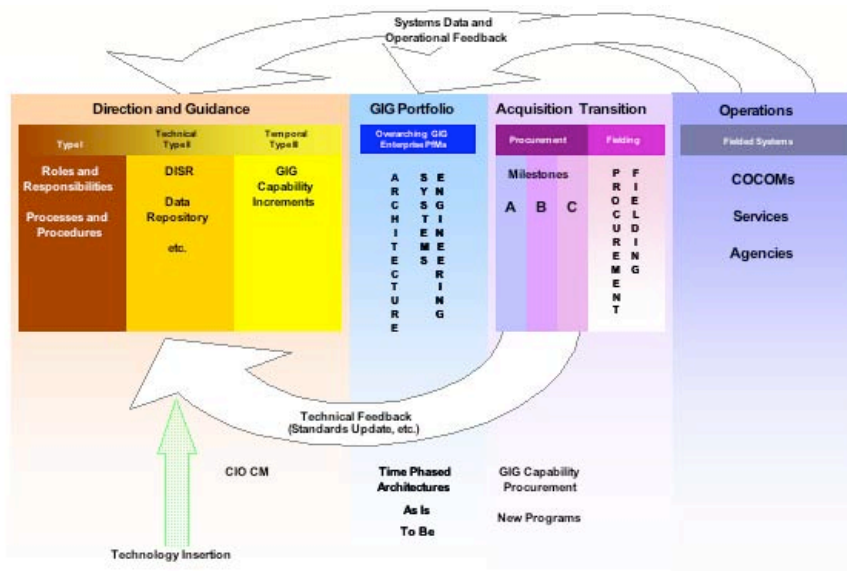 Systems Data and
Operational Feedback
Direction and Guidance
GIG Portfolio
Acquisition Transition
Operations
Type I
Technical
Type II
Temporal
Type III
Overarching GIG
Enterprise PfMs
Procurement
Fielding
Fielded Systems
Roles and
Responsibilities
Processes and
Procedures
DISR
Data
Repository
etc.
GIG
Capability
Increments
ARCHITECTURE
SYSTEMS
ENGINEERING
Milestones
A B C
PROCUREMENT
FIELDING
COCOMs
Services
Agencies
Technical Feedback
(Standards Update, etc.)
CIO CM
Time Phased
Architectures
As Is
To Be
GIG Capability
Procurement
New Programs
Technology Insertion